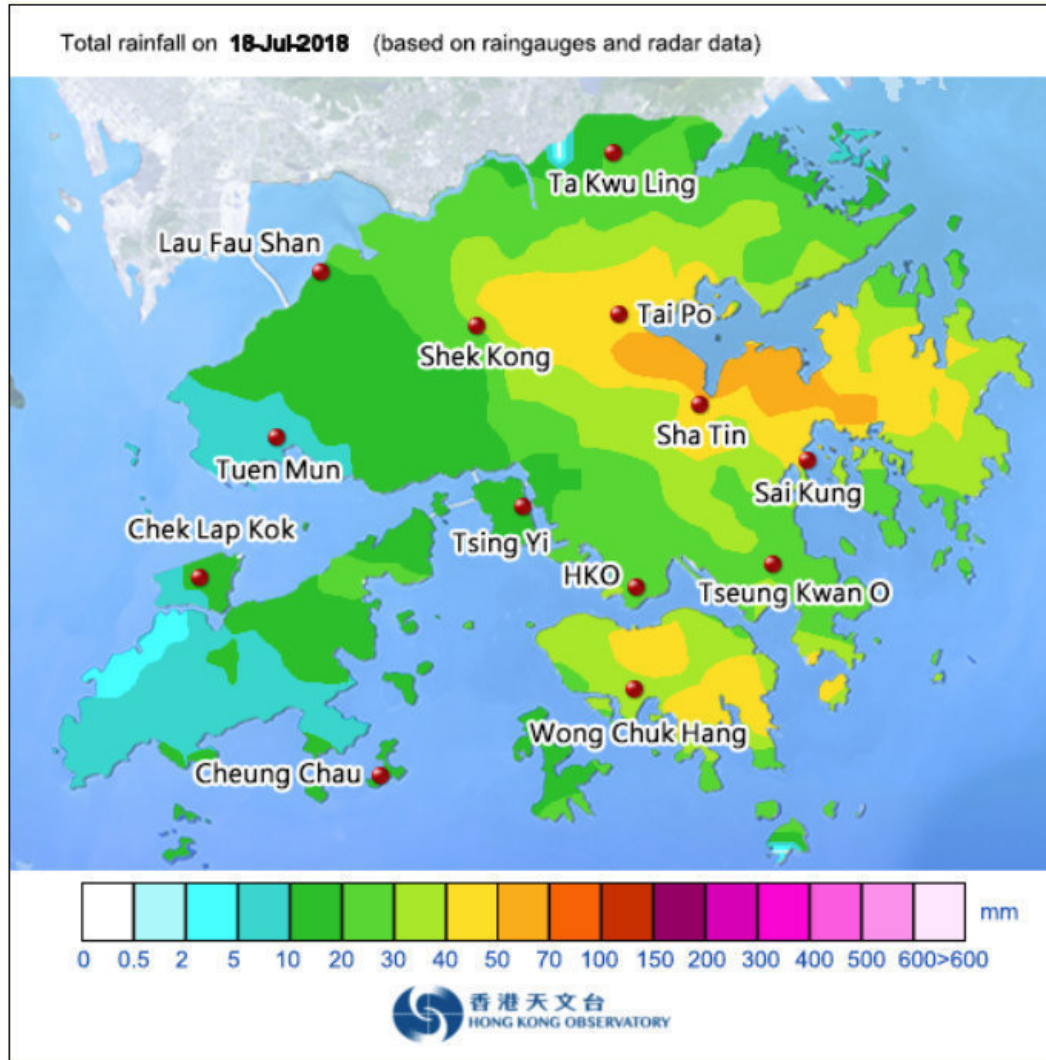 Total rainfall on 18-Jul-2018 (based on raingauges and radar data)
Ta Kwu Ling
Lau Fau Shan
Tai Po
Shek Kong
Sha Tin
Tuen Mun
Sai Kung
Chek Lap Kok
Tsing Yi
HKO
Tseung Kwan O
Wong Chuk Hang
Cheung Chau
mm
0 0.5 2 5 10 20 30 40 50 70 100 150 200 300 400 500 600>600
香港天文台
HONG KONG OBSERVATORY